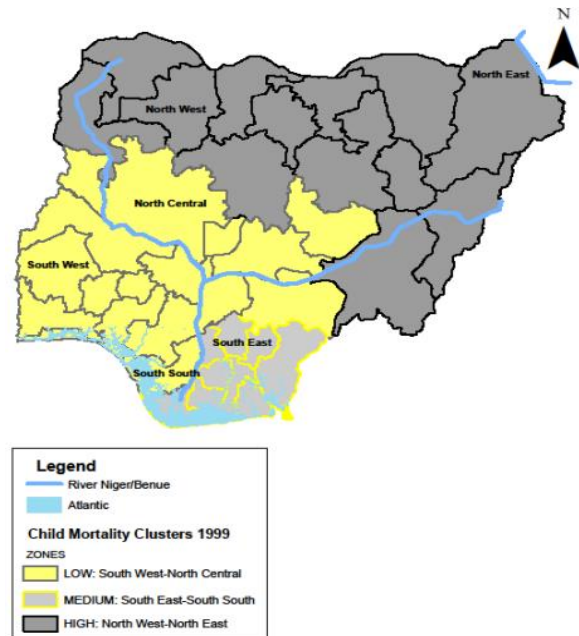 N
North East
North West
North Central
South West
South East
South South
Legend
River Niger/Benue
Atlantic
Child Mortality Clusters 1999
ZONES
LOW: South West-North Central
MEDIUM: South East-South South
HIGH: North West-North East